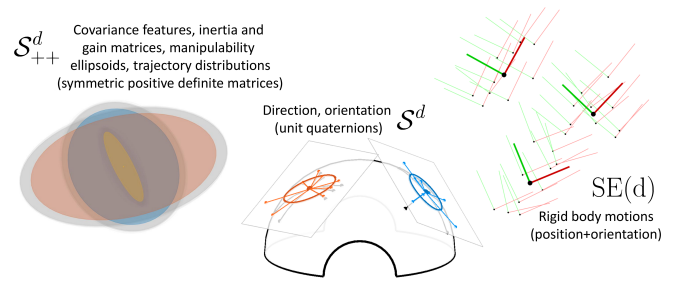 S^d_{++}
Covariance features, inertia and
gain matrices, manipulability
ellipsoids, trajectory distributions
(symmetric positive definite matrices)
Direction, orientation
(unit quaternions)
S^d
SE(d)
Rigid body motions
(position+orientation)